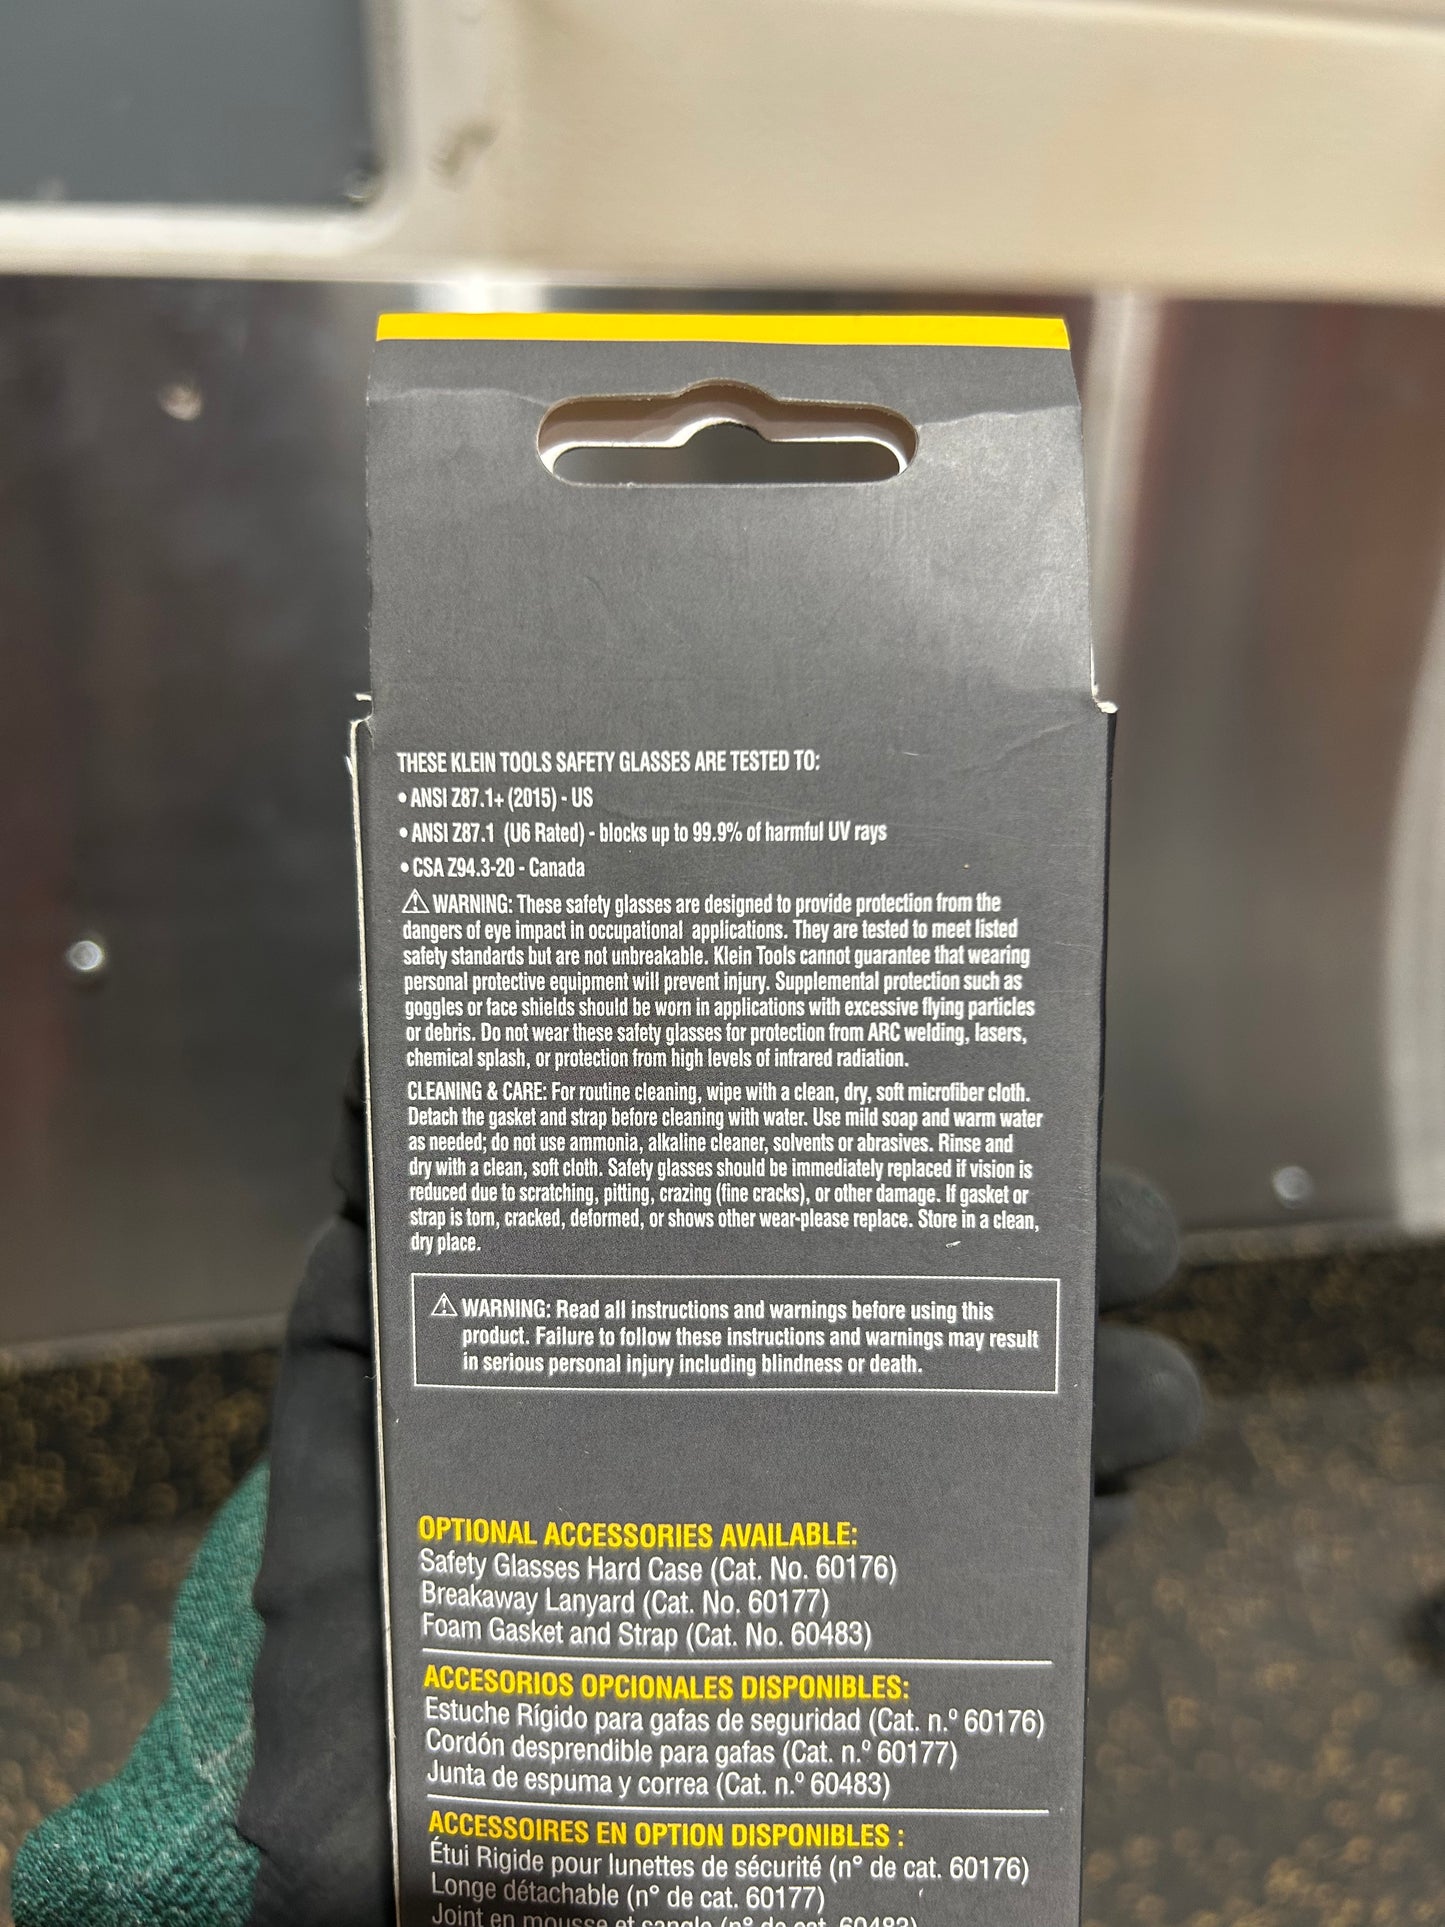 THESE KLEIN TOOLS SAFETY GLASSES ARE TESTED TO:
• ANSI Z87.1+ (2015) - US
• ANSI Z87.1 (U6 Rated) - blocks up to 99.9% of harmful UV rays
• CSA Z94.3-20 - Canada
⚠ WARNING: These safety glasses are designed to provide protection from the
dangers of eye impact in occupational applications. They are tested to meet listed
safety standards but are not unbreakable. Klein Tools cannot guarantee that wearing
personal protective equipment will prevent injury. Supplemental protection such as
goggles or face shields should be worn in applications with excessive flying particles
or debris. Do not wear these safety glasses for protection from ARC welding, lasers,
chemical splash, or protection from high levels of infrared radiation.
CLEANING & CARE: For routine cleaning, wipe with a clean, dry, soft microfiber cloth.
Detach the gasket and strap before cleaning with water. Use mild soap and warm water
as needed; do not use ammonia, alkaline cleaner, solvents or abrasives. Rinse and
dry with a clean, soft cloth. Safety glasses should be immediately replaced if vision is
reduced due to scratching, pitting, crazing (fine cracks), or other damage. If gasket or
strap is torn, cracked, deformed, or shows other wear-please replace. Store in a clean,
dry place.
⚠ WARNING: Read all instructions and warnings before using this
product. Failure to follow these instructions and warnings may result
in serious personal injury including blindness or death.
OPTIONAL ACCESSORIES AVAILABLE:
Safety Glasses Hard Case (Cat. No. 60176)
Breakaway Lanyard (Cat. No. 60177)
Foam Gasket and Strap (Cat. No. 60483)
ACCESORIOS OPCIONALES DISPONIBLES:
Estuche Rígido para gafas de seguridad (Cat. n.º 60176)
Cordón desprendible para gafas (Cat. n.º 60177)
Junta de espuma y correa (Cat. n.º 60483)
ACCESSOIRES EN OPTION DISPONIBLES :
Étui Rigide pour lunettes de sécurité (n° de cat. 60176)
Longe détachable (n° de cat. 60177)
Joint en mousse et sangle (n° de cat. 60483)